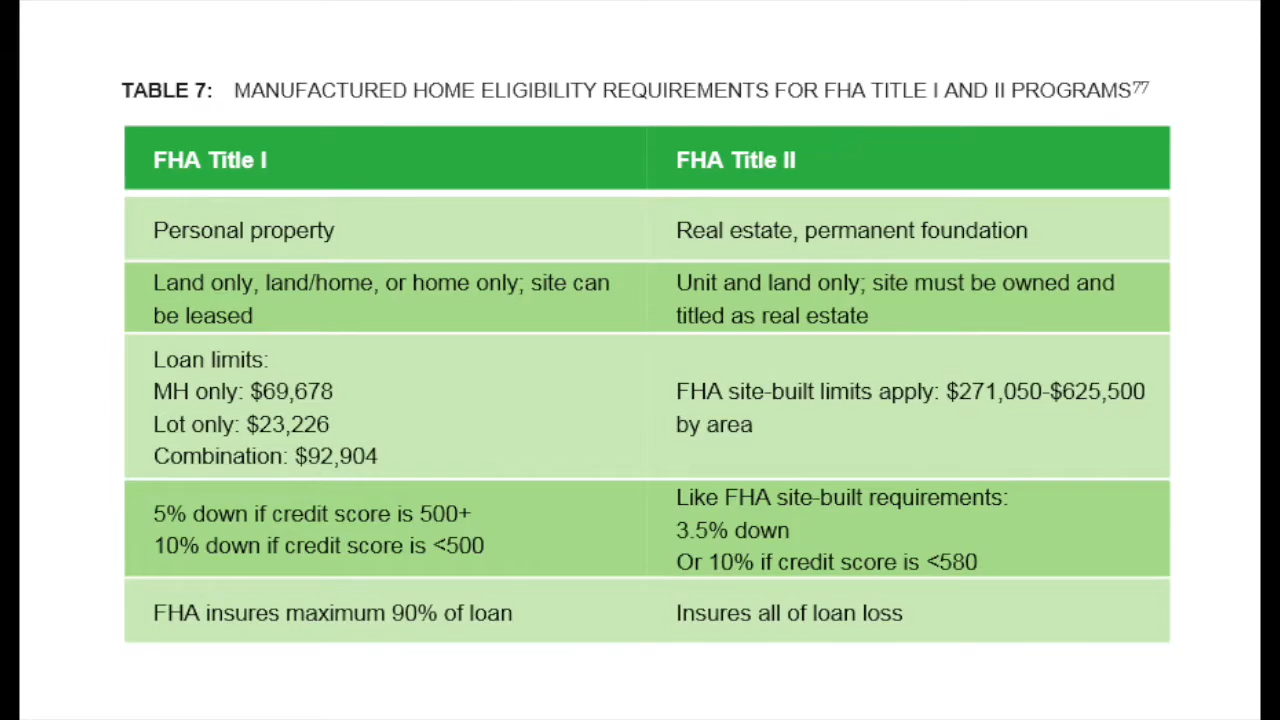 TABLE 7: MANUFACTURED HOME ELIGIBILITY REQUIREMENTS FOR FHA TITLE I AND II PROGRAMS77
FHA Title I
FHA Title II
Personal property
Real estate, permanent foundation
Land only, land/home, or home only; site can
be leased
Unit and land only; site must be owned and
titled as real estate
Loan limits:
MH only: $69,678
Lot only: $23,226
Combination: $92,904
FHA site-built limits apply: $271,050-$625,500
by area
5% down if credit score is 500+
10% down if credit score is <500
Like FHA site-built requirements:
3.5% down
Or 10% if credit score is <580
FHA insures maximum 90% of loan
Insures all of loan loss